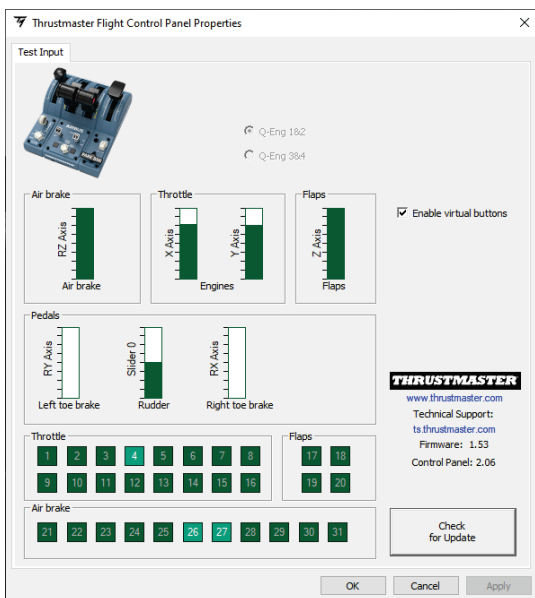 Thrustmaster Flight Control Panel Properties
Test Input
AIRBUS
Q-Eng 1&2
Q-Eng 3&4
Air brake
RZ Axis
Air brake
Throttle
X Axis
Y Axis
Engines
Flaps
Z Axis
Flaps
Enable virtual buttons
Pedals
RY Axis
Left toe brake
Slider 0
Rudder
RX Axis
Right toe brake
THRUSTMASTER
www.thrustmaster.com
Technical Support:
ts.thrustmaster.com
Firmware: 1.53
Control Panel: 2.06
Throttle
1 2 3 4 5 6 7 8
9 10 11 12 13 14 15 16
Flaps
17 18
19 20
Air brake
21 22 23 24 25 26 27 28 29 30 31
Check
for Update
OK
Cancel
Apply